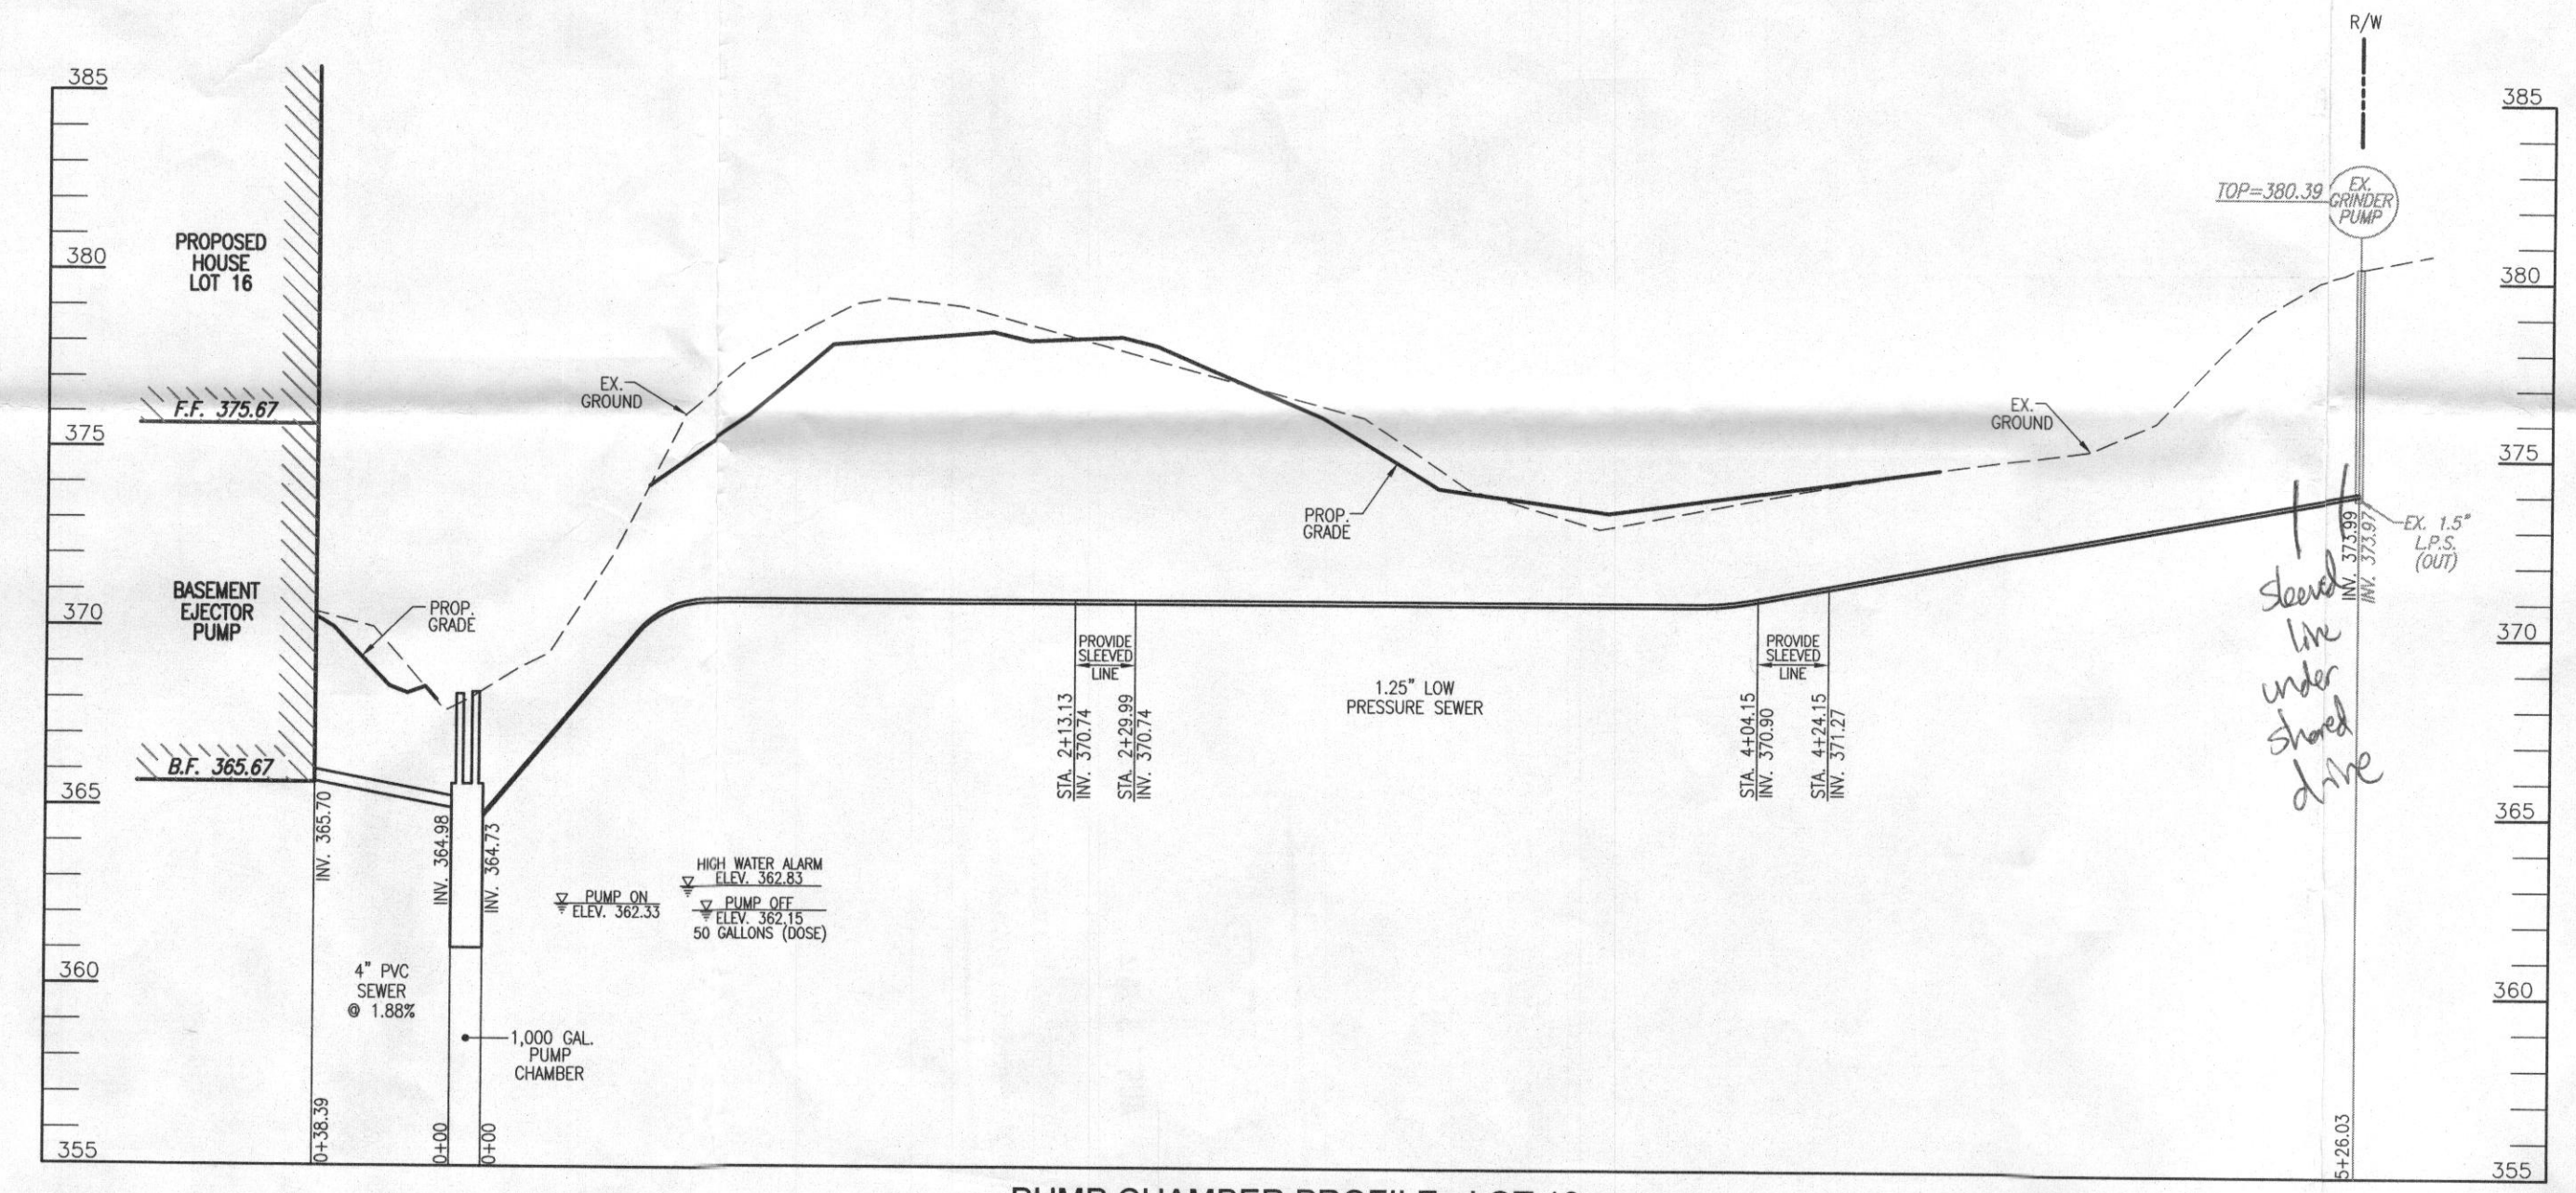 R/W
385
385
TOP=380.39
EX.
GRINDER
PUMP
PROPOSED
HOUSE
LOT 16
380
380
EX.
GROUND
F.F. 375.67
375
EX.
GROUND
375
PROP.
GRADE
INV. 373.99
INV. 373.97
EX. 1.5"
L.P.S.
(OUT)
BASEMENT
EJECTOR
PUMP
PROP.
GRADE
370
370
sleeved
line
under
shared
drive
PROVIDE
SLEEVED
LINE
PROVIDE
SLEEVED
LINE
1.25" LOW
PRESSURE SEWER
STA. 2+13.13
INV. 370.74
STA. 2+29.99
INV. 370.74
STA. 4+04.15
INV. 370.90
STA. 4+24.15
INV. 371.27
B.F. 365.67
365
365
INV. 365.70
INV. 364.98
INV. 364.73
HIGH WATER ALARM
ELEV. 362.83
PUMP ON
ELEV. 362.33
PUMP OFF
ELEV. 362.15
50 GALLONS (DOSE)
360
360
4" PVC
SEWER
@ 1.88%
1,000 GAL.
PUMP
CHAMBER
0+38.39
0+00
0+00
5+26.03
355
355